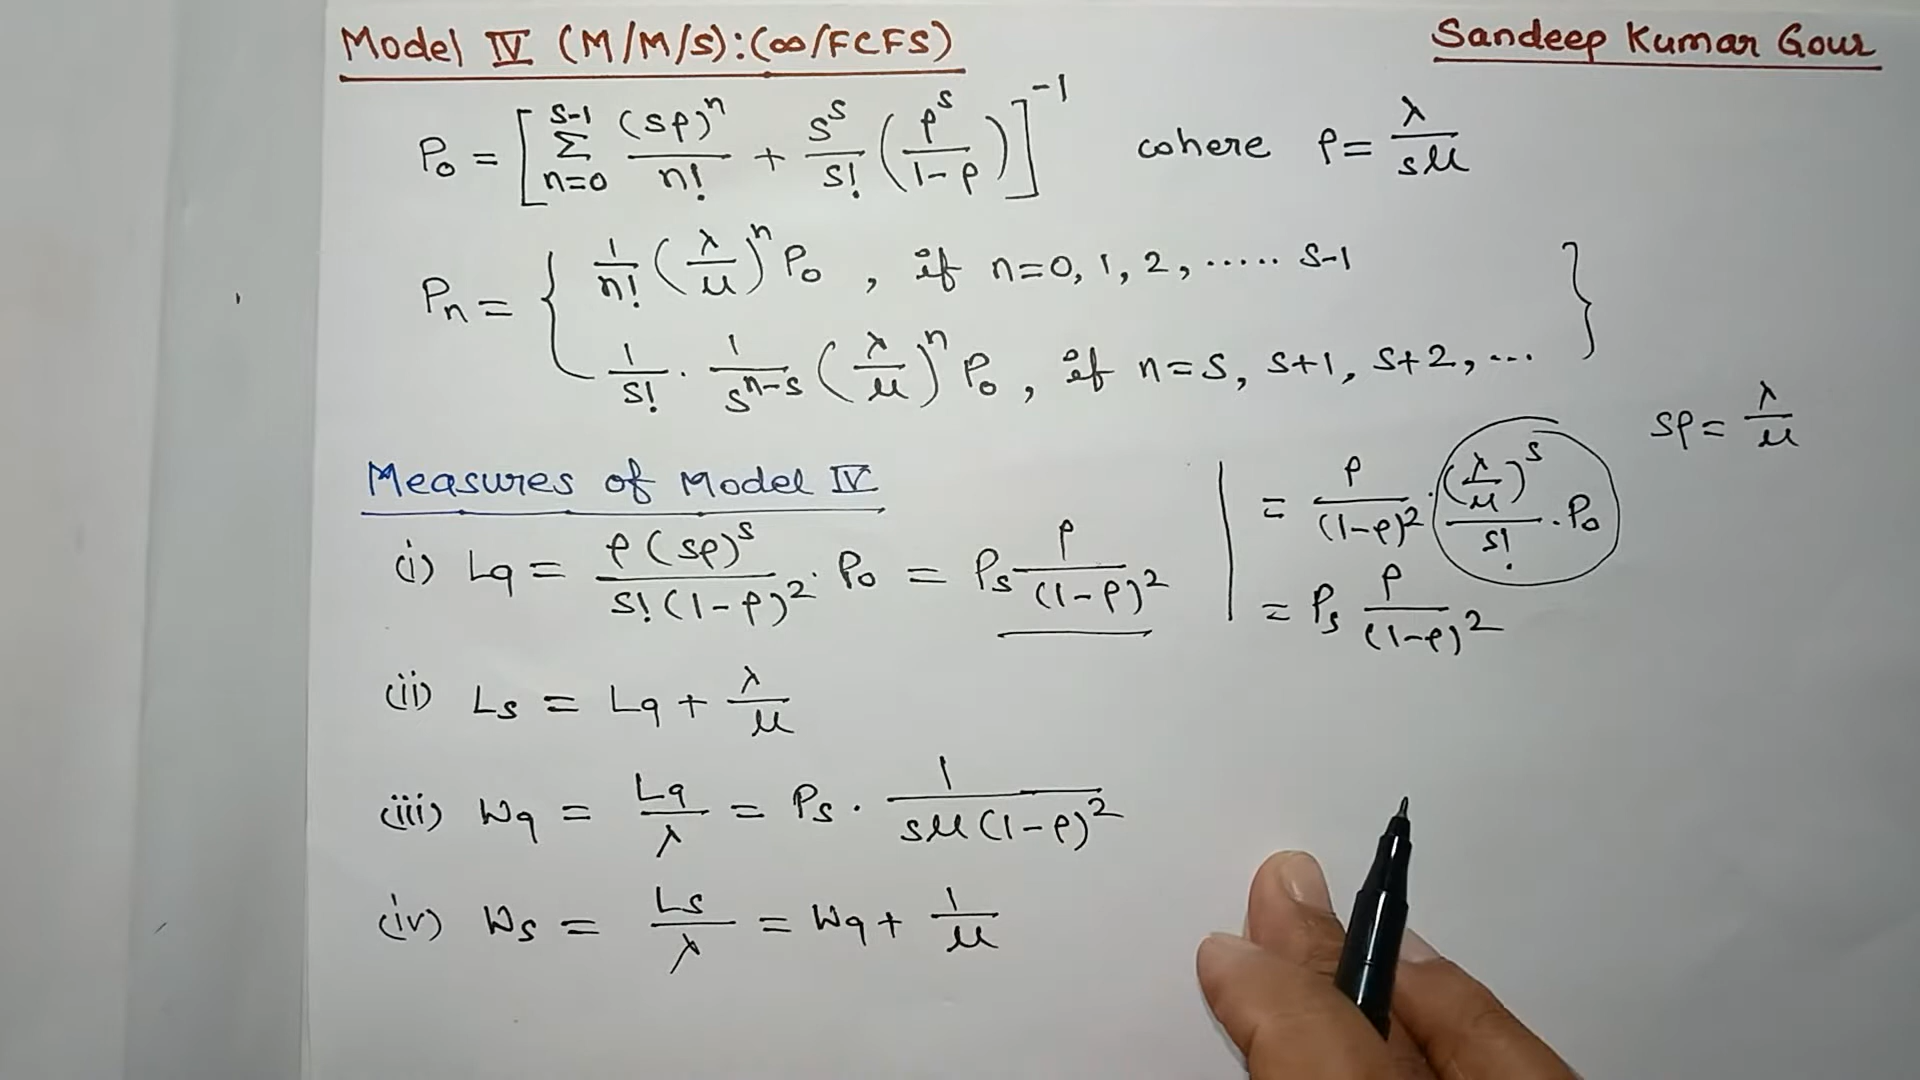 Model IV (M/M/S):(∞/FCFS)
Sandeep Kumar Gour
P₀ = [ Σ_{n=0}^{s-1} (sρ)^n / n! + s^s / s! ( ρ^s / 1-ρ ) ]^{-1} where ρ = λ / sμ
Pn = { 1/n! (λ/μ)^n P₀ , if n=0, 1, 2, ..... s-1
1/s! · 1/s^{n-s} (λ/μ)^n P₀ , if n=s, s+1, s+2, ... }
sρ = λ/μ
Measures of Model IV
(i) Lq = ρ(sρ)^s / s!(1-ρ)² · P₀ = Ps ρ / (1-ρ)²
= ρ / (1-ρ)² · (λ/μ)^s / s! · P₀
= Ps ρ / (1-ρ)²
(ii) Ls = Lq + λ/μ
(iii) Wq = Lq / λ = Ps · 1 / sμ(1-ρ)²
(iv) Ws = Ls / λ = Wq + 1/μ